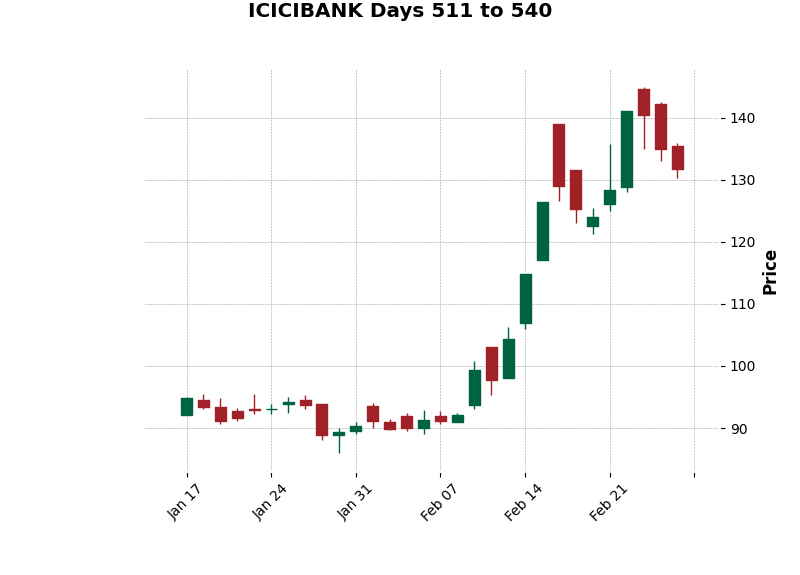 ICICIBANK Days 511 to 540
140
130
120
110
100
90
Price
Jan 17
Jan 24
Jan 31
Feb 07
Feb 14
Feb 21